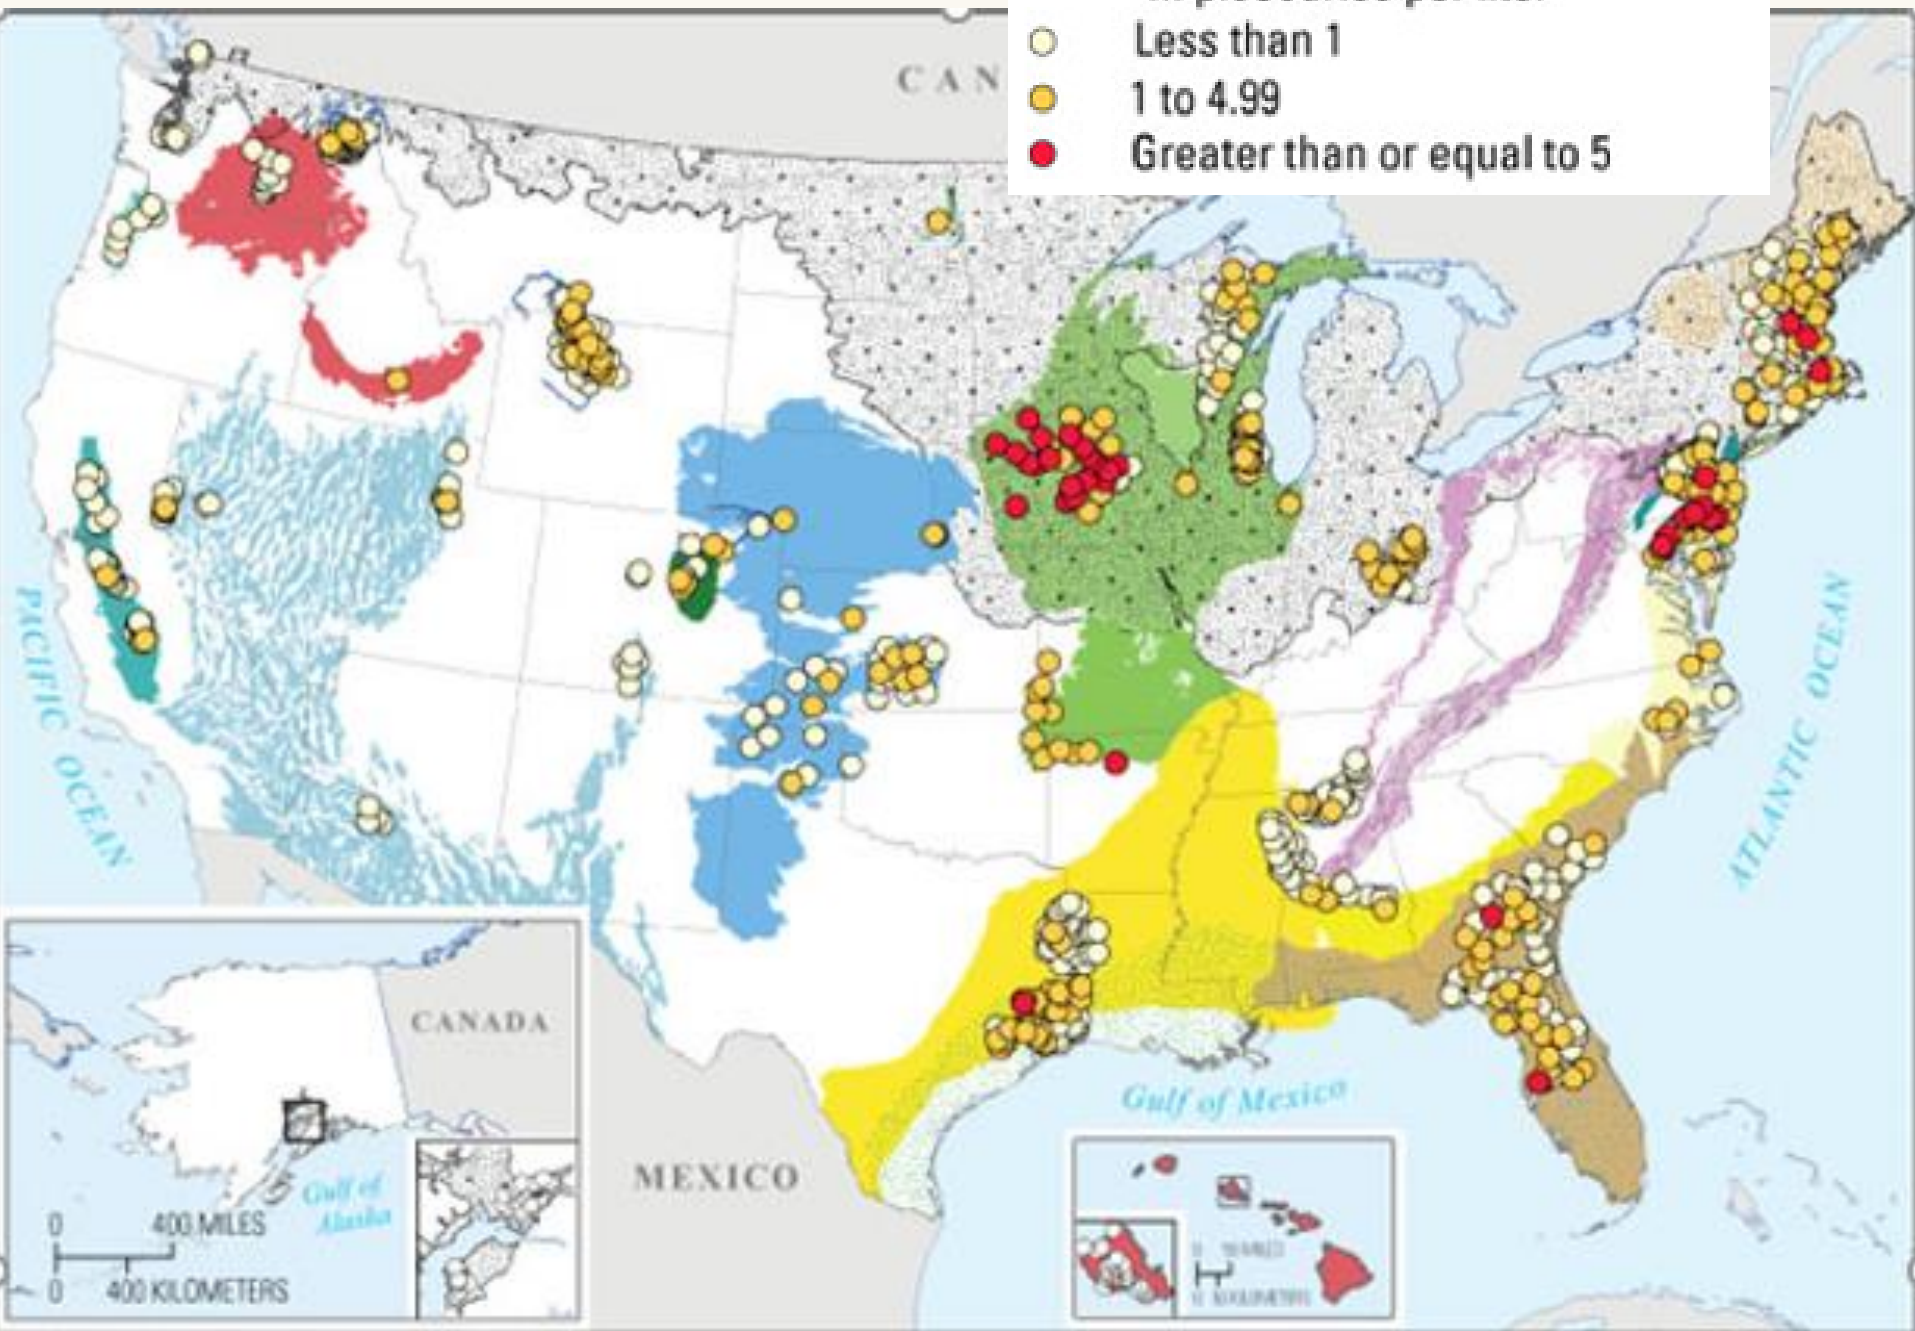 CAN
Less than 1
1 to 4.99
Greater than or equal to 5
PACIFIC OCEAN
ATLANTIC OCEAN
CANADA
Gulf of Mexico
MEXICO
Gulf of
Alaska
0 400 MILES
0 400 KILOMETERS